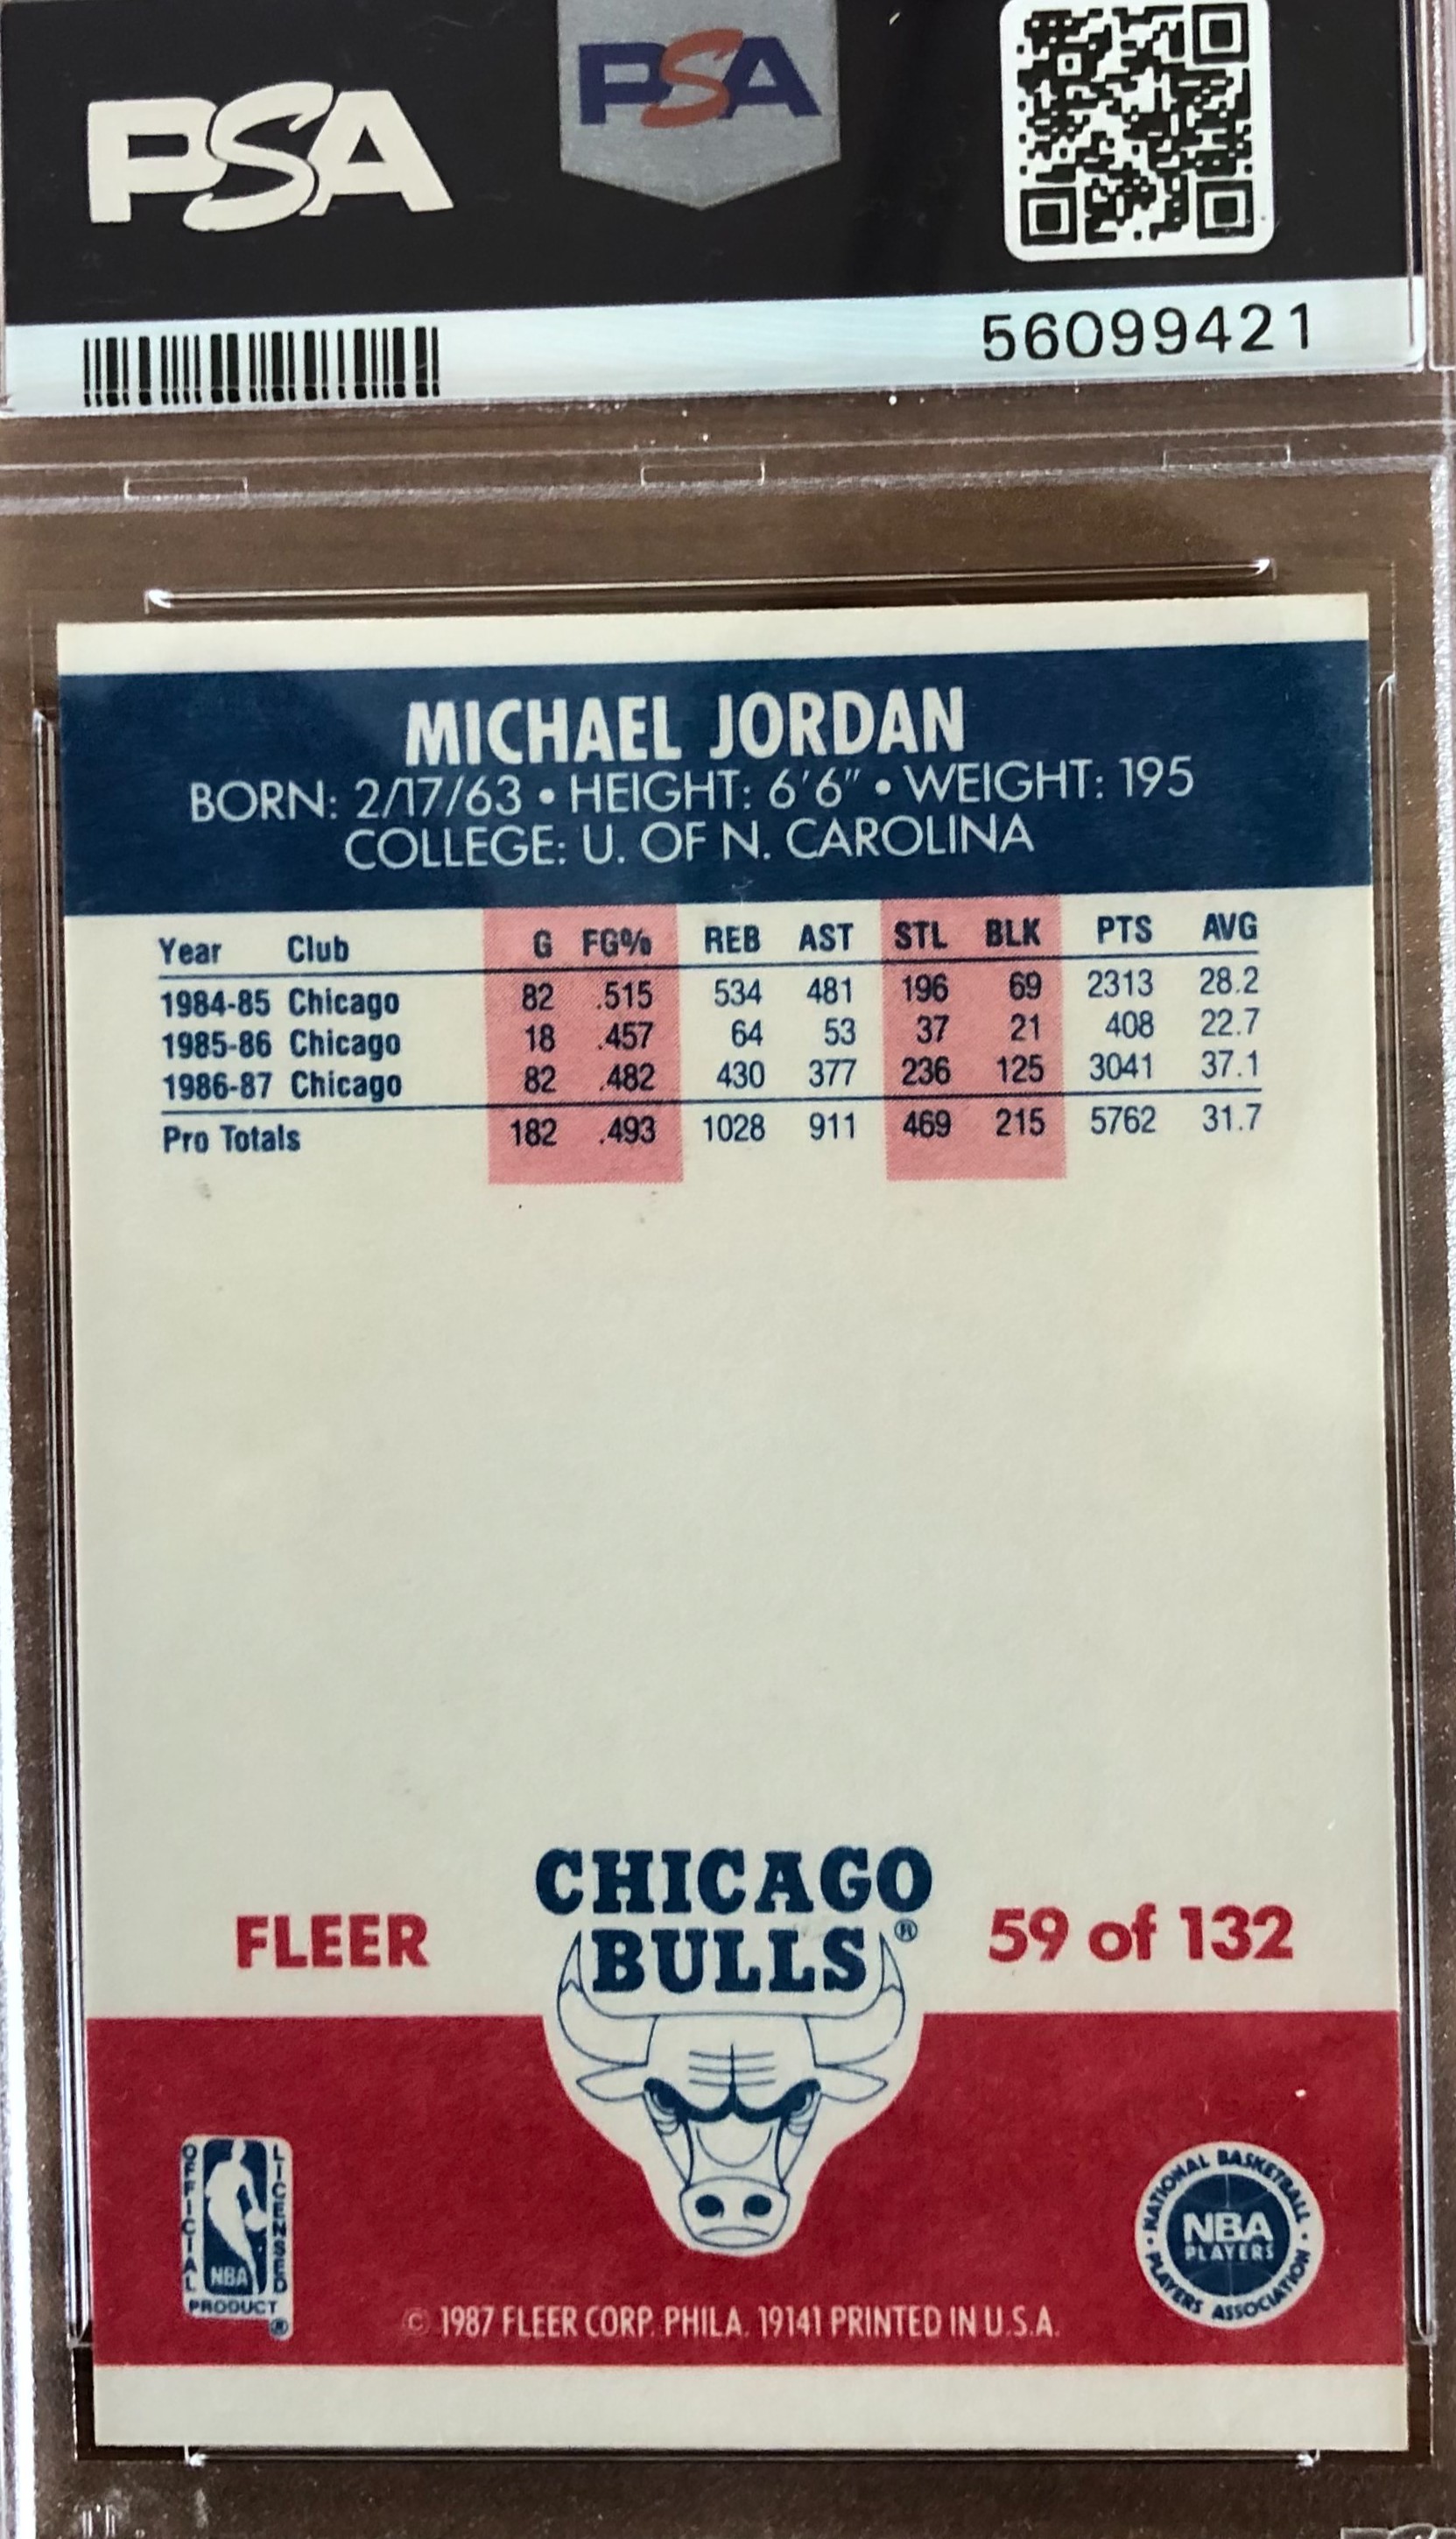 PSA
PSA
56099421
MICHAEL JORDAN
BORN: 2/17/63 • HEIGHT: 6'6" • WEIGHT: 195
COLLEGE: U. OF N. CAROLINA
Year Club G FG% REB AST STL BLK PTS AVG
1984-85 Chicago 82 .515 534 481 196 69 2313 28.2
1985-86 Chicago 18 .457 64 53 37 21 408 22.7
1986-87 Chicago 82 .482 430 377 236 125 3041 37.1
Pro Totals 182 .493 1028 911 469 215 5762 31.7
CHICAGO
BULLS®
FLEER
59 of 132
OFFICIAL
LICENSED
NBA
PRODUCT
®
NATIONAL BASKETBALL
NBA
PLAYERS
• PLAYERS ASSOCIATION •
© 1987 FLEER CORP. PHILA. 19141 PRINTED IN U.S.A.